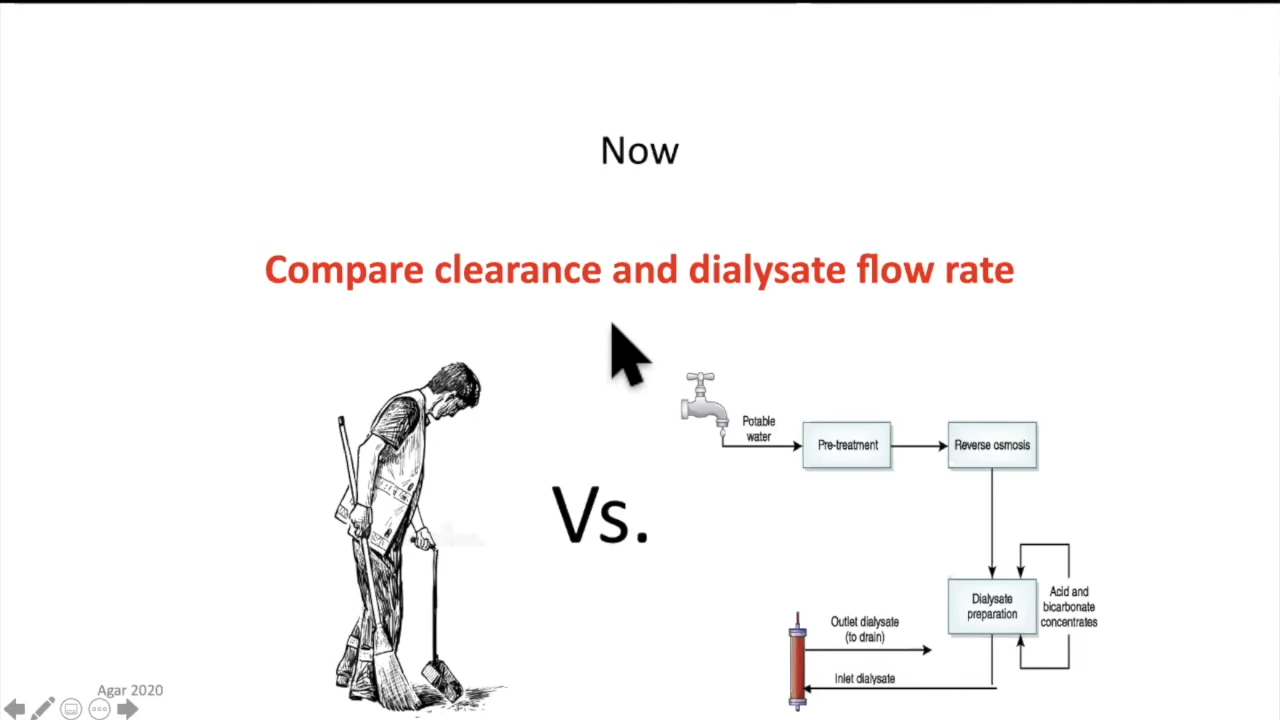 Now
Compare clearance and dialysate flow rate
Vs.
Potable
water
Pre-treatment
Reverse osmosis
Dialysate
preparation
Acid and
bicarbonate
concentrates
Outlet dialysate
(to drain)
Inlet dialysate
Agar 2020